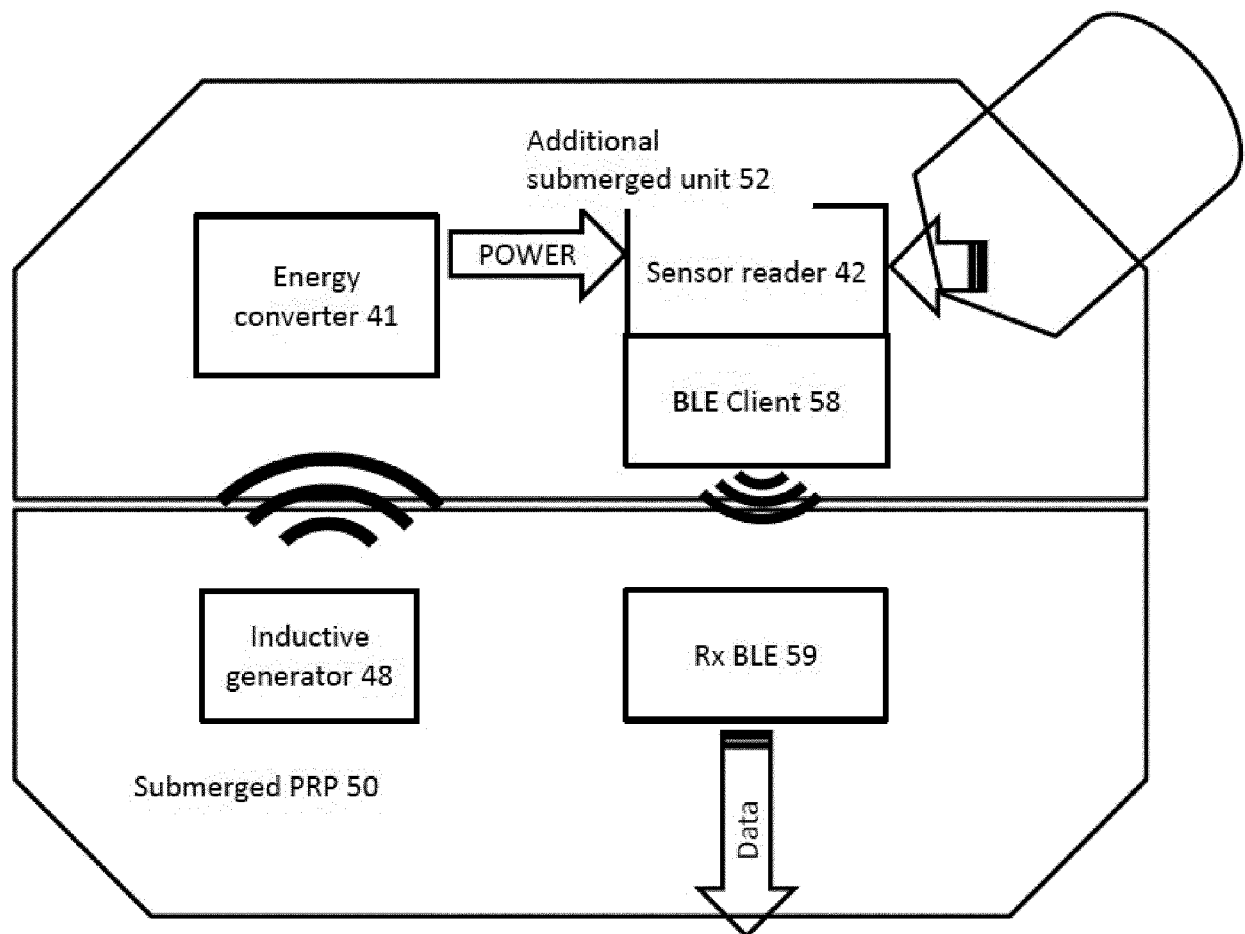 Additional
submerged unit 52
Energy
converter 41
POWER
Sensor reader 42
BLE Client 58
Inductive
generator 48
Rx BLE 59
Submerged PRP 50
Data